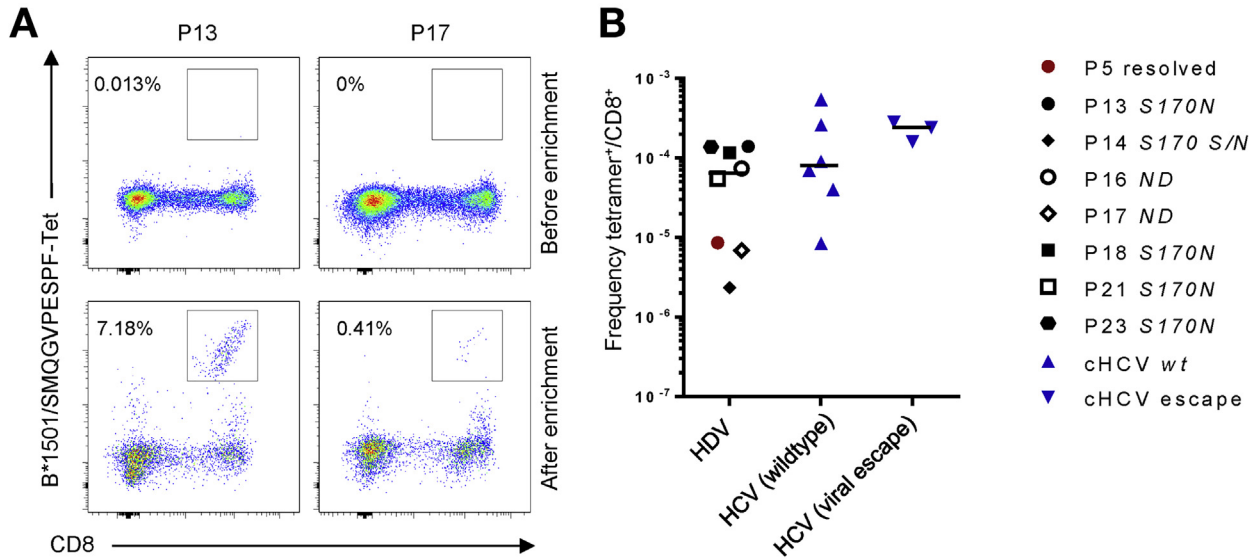 A
P13
P17
B*1501/SMQGVPESPF-Tet
0.013%
0%
Before enrichment
7.18%
0.41%
After enrichment
CD8
B
Frequency tetramer⁺/CD8⁺
10⁻³
10⁻⁴
10⁻⁵
10⁻⁶
10⁻⁷
HDV
HCV (wildtype)
HCV (viral escape)
P5 resolved
P13 S170N
P14 S170 S/N
P16 ND
P17 ND
P18 S170N
P21 S170N
P23 S170N
cHCV wt
cHCV escape